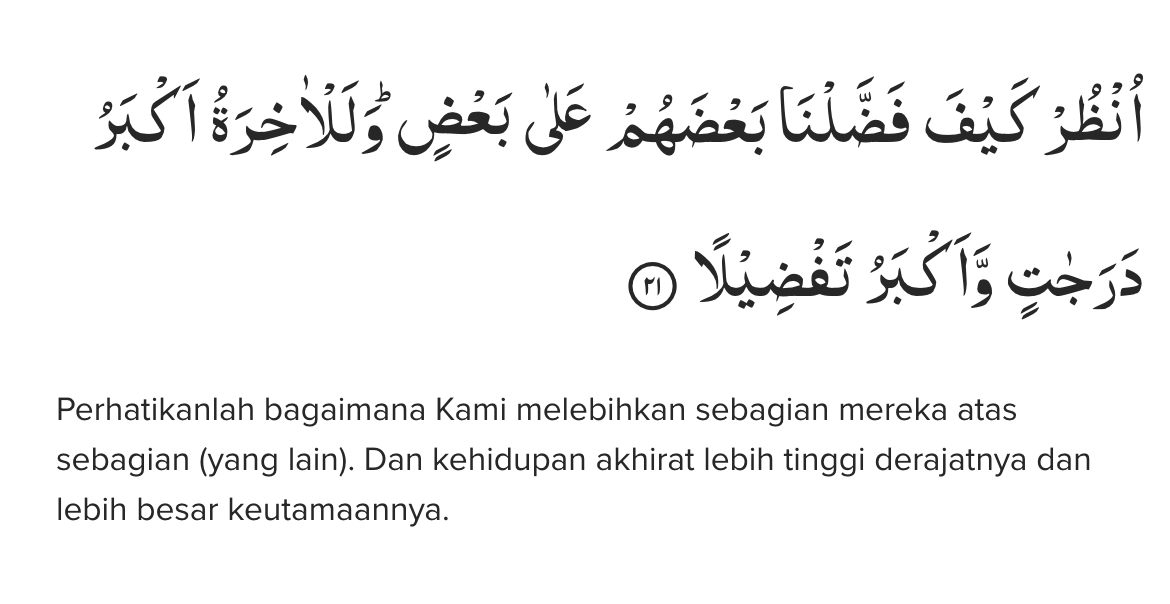 اُنْظُرْ كَيْفَ فَضَّلْنَا بَعْضَهُمْ عَلٰى بَعْضٍۗ وَلَلْاٰخِرَةُ اَكْبَرُ
دَرَجٰتٍ وَّاَكْبَرُ تَفْضِيْلًا ٢١
Perhatikanlah bagaimana Kami melebihkan sebagian mereka atas
sebagian (yang lain). Dan kehidupan akhirat lebih tinggi derajatnya dan
lebih besar keutamaannya.